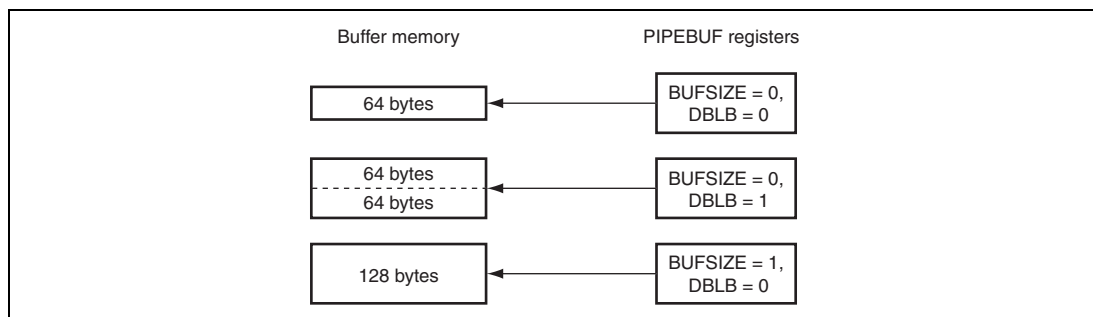 Buffer memory
PIPEBUF registers
64 bytes
BUFSIZE = 0,
DBLB = 0
64 bytes
64 bytes
BUFSIZE = 0,
DBLB = 1
128 bytes
BUFSIZE = 1,
DBLB = 0